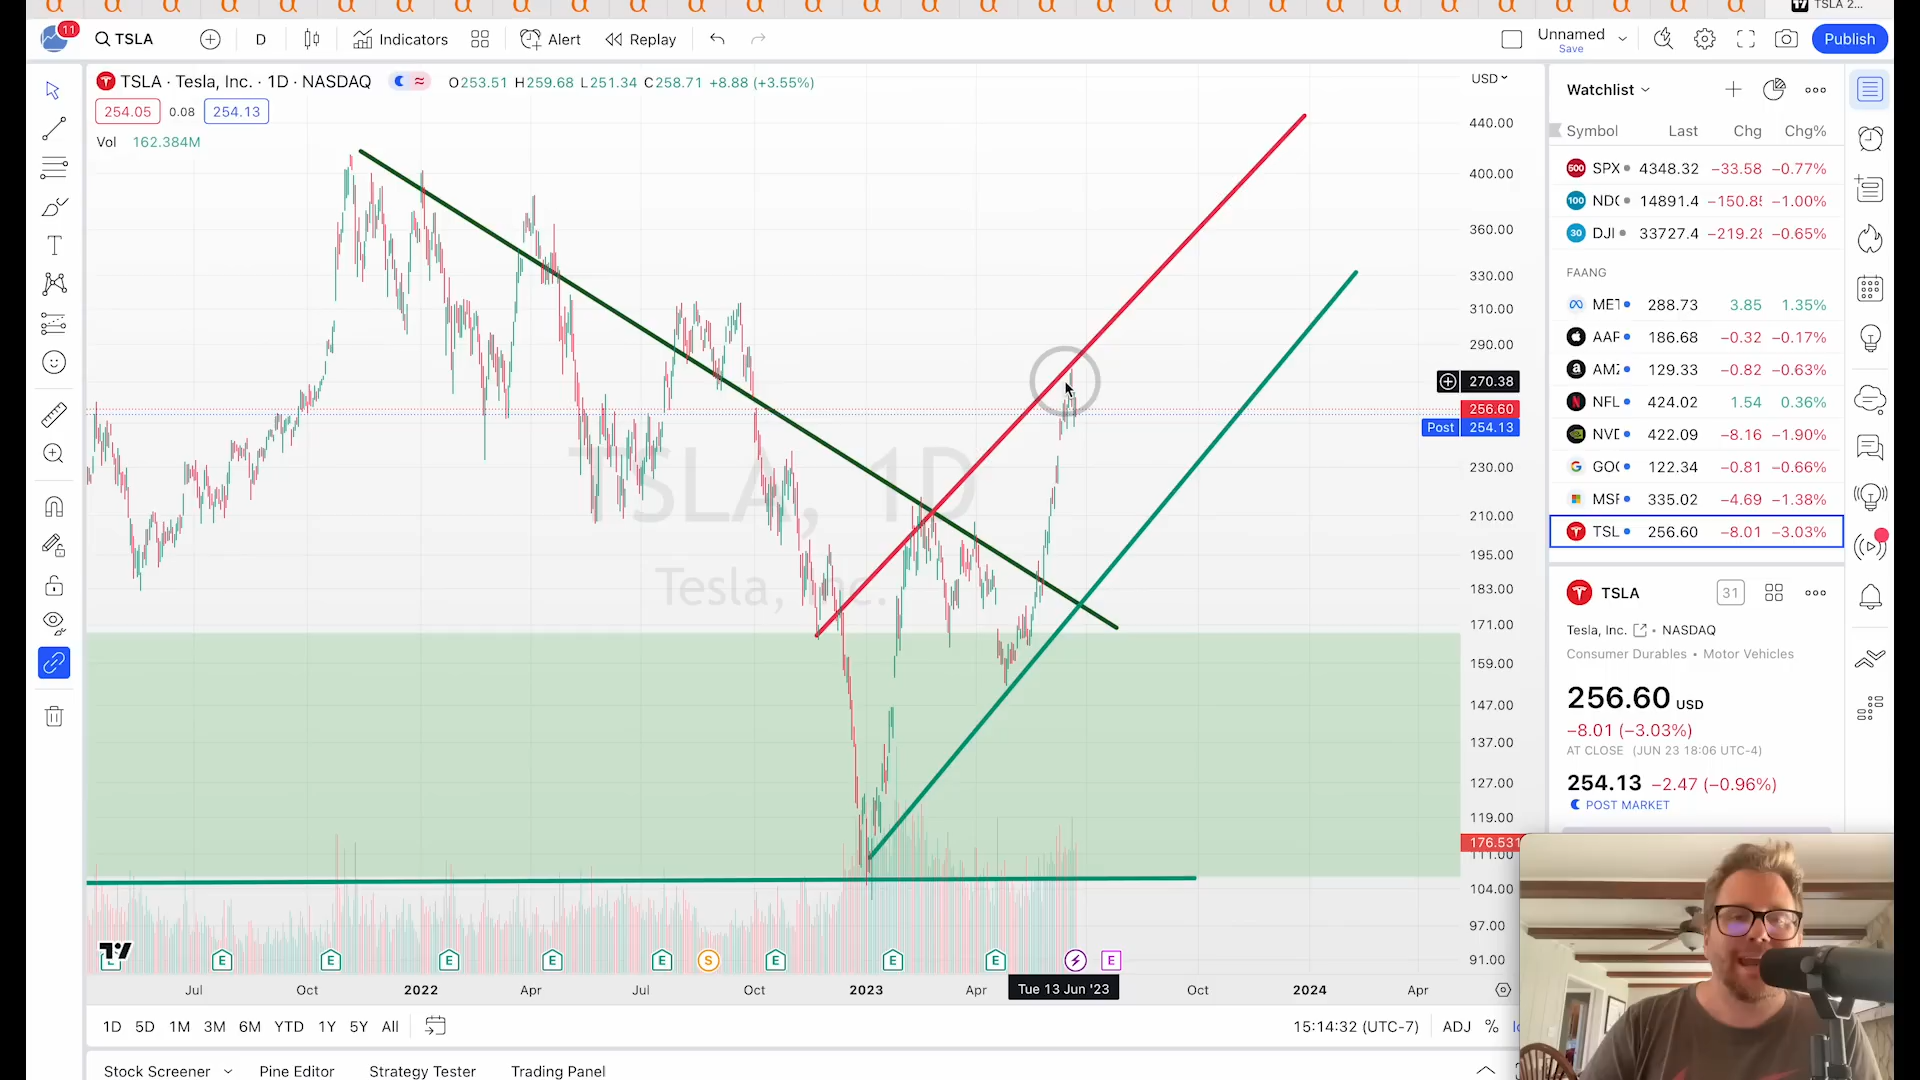 TSLA 2...
11
TSLA
D
Indicators
Alert
Replay
Unnamed
Save
Publish
TSLA · Tesla, Inc. · 1D · NASDAQ
O253.51 H259.68 L251.34 C258.71 +8.88 (+3.55%)
254.05 0.08 254.13
Vol 162.384M
USD
440.00
400.00
360.00
330.00
310.00
290.00
270.38
256.60
Post 254.13
230.00
210.00
195.00
183.00
171.00
159.00
147.00
137.00
127.00
119.00
176.531
111.00
104.00
97.00
91.00
TSLA, 1D
Tesla, Inc.
E E E E E E S E E E E
Jul Oct 2022 Apr Jul Oct 2023 Apr Tue 13 Jun '23 Oct 2024 Apr
1D 5D 1M 3M 6M YTD 1Y 5Y All
15:14:32 (UTC-7) ADJ %
Stock Screener Pine Editor Strategy Tester Trading Panel
Watchlist
Symbol Last Chg Chg%
500 SPX 4348.32 −33.58 −0.77%
100 ND 14891.4 −150.85 −1.00%
30 DJI 33727.4 −219.28 −0.65%
FAANG
MET 288.73 3.85 1.35%
AAP 186.68 −0.32 −0.17%
AMZ 129.33 −0.82 −0.63%
NFL 424.02 1.54 0.36%
NVD 422.09 −8.16 −1.90%
GOO 122.34 −0.81 −0.66%
MSF 335.02 −4.69 −1.38%
TSL 256.60 −8.01 −3.03%
TSLA
31
Tesla, Inc. • NASDAQ
Consumer Durables • Motor Vehicles
256.60 USD
−8.01 (−3.03%)
AT CLOSE (JUN 23 18:06 UTC-4)
254.13 −2.47 (−0.96%)
POST MARKET